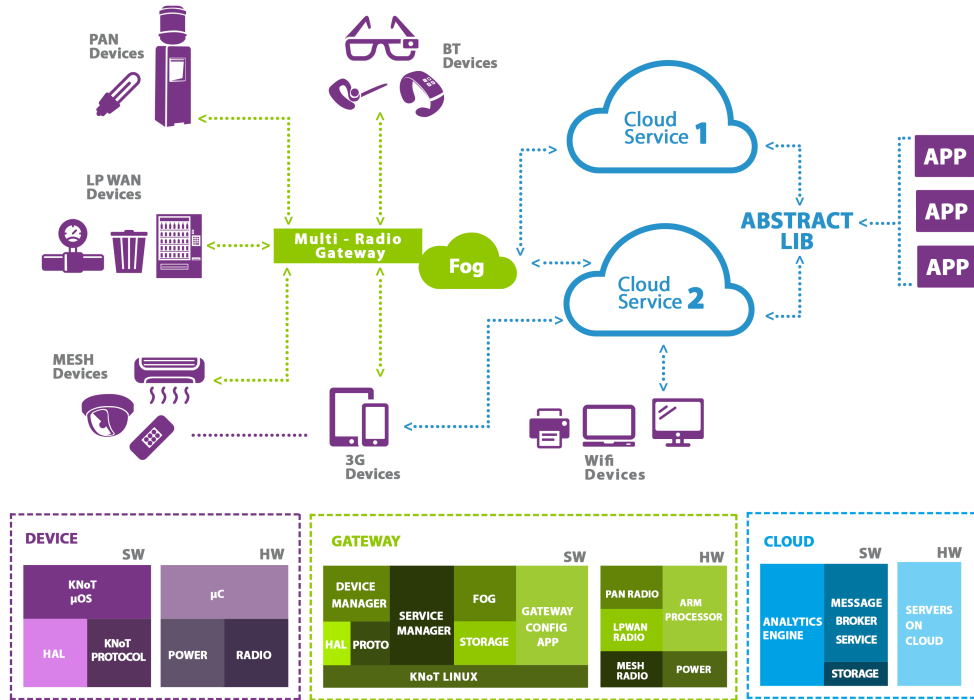 PAN
Devices
BT
Devices
Cloud
Service 1
APP
APP
APP
LP WAN
Devices
Multi - Radio
Gateway
Fog
ABSTRACT
LIB
Cloud
Service 2
MESH
Devices
3G
Devices
Wifi
Devices
DEVICE
SW
HW
KNoT
µOS
HAL
KNoT
PROTOCOL
µC
POWER
RADIO
GATEWAY
SW
HW
DEVICE
MANAGER
HAL
PROTO
SERVICE
MANAGER
FOG
STORAGE
GATEWAY
CONFIG
APP
KNoT LINUX
PAN RADIO
LPWAN
RADIO
MESH
RADIO
ARM
PROCESSOR
POWER
CLOUD
SW
HW
ANALYTICS
ENGINE
MESSAGE
BROKER
SERVICE
STORAGE
SERVERS
ON
CLOUD